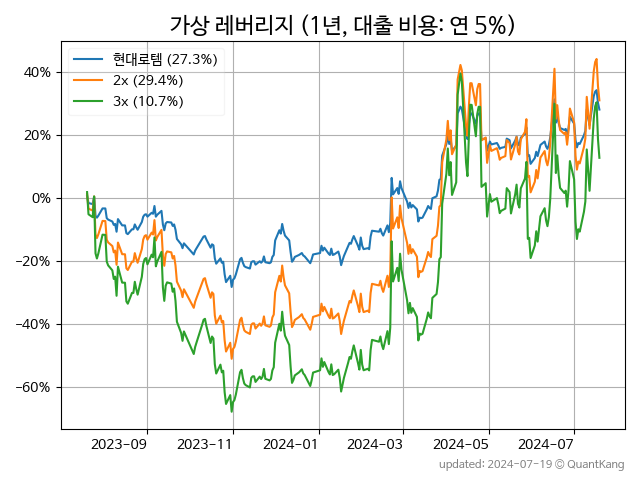 가상 레버리지 (1년, 대출 비용: 연 5%)
현대로템 (27.3%)
2x (29.4%)
3x (10.7%)
40%
20%
0%
−20%
−40%
−60%
2023-09 2023-11 2024-01 2024-03 2024-05 2024-07
updated: 2024-07-19 © QuantKang